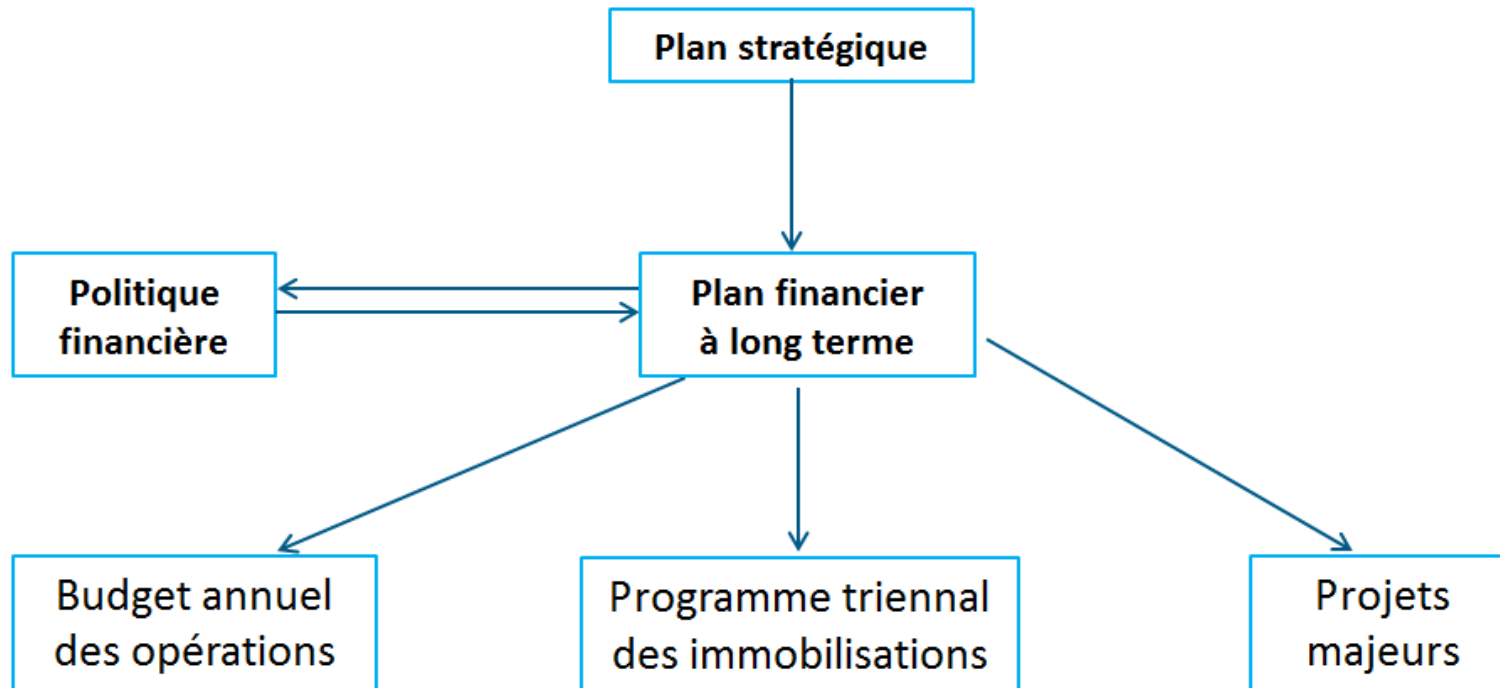 Plan stratégique
Politique
financière
Plan financier
à long terme
Budget annuel
des opérations
Programme triennal
des immobilisations
Projets
majeurs